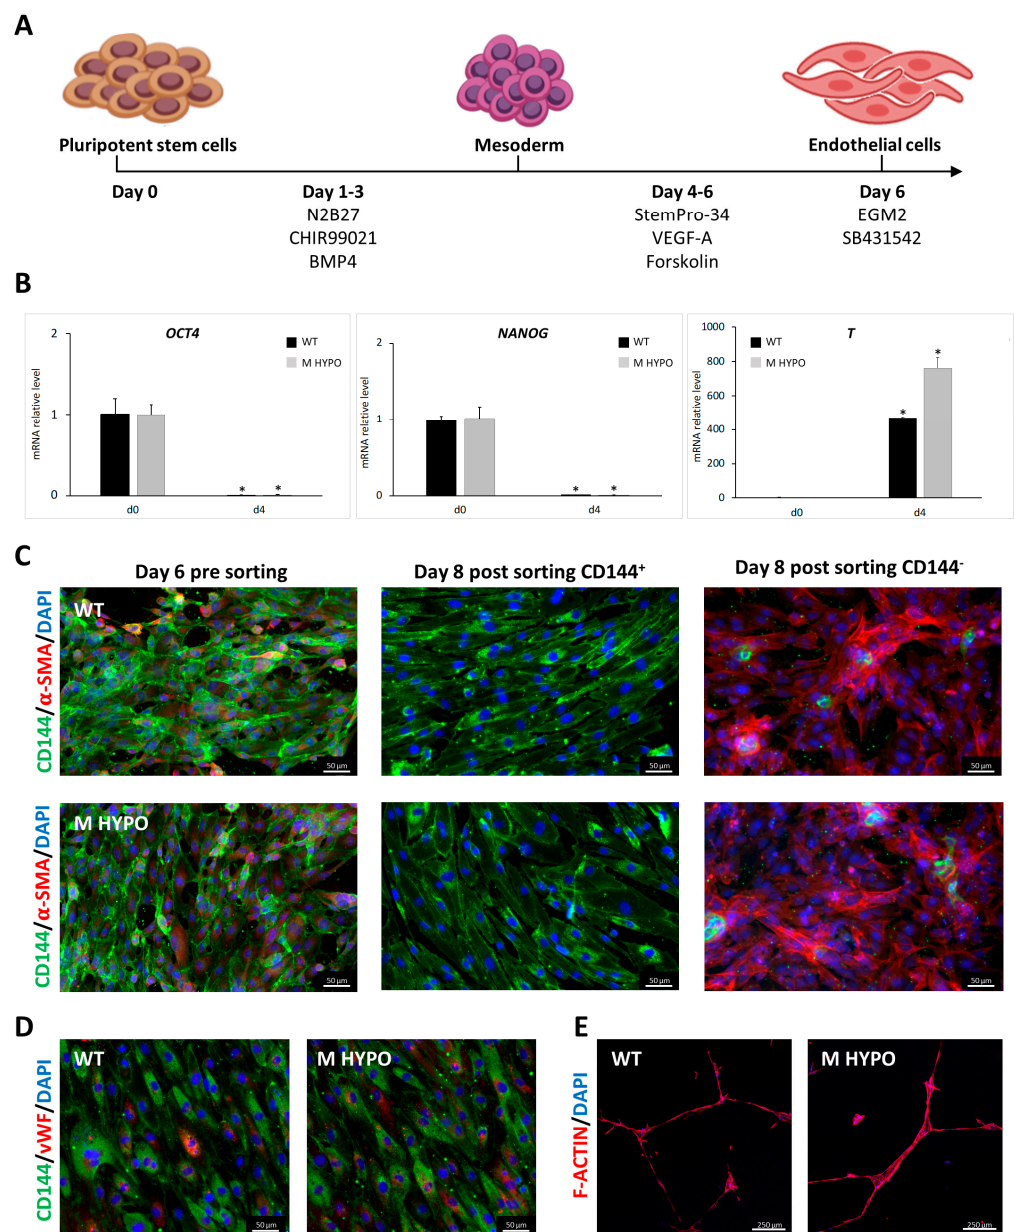 A
Pluripotent stem cells
Mesoderm
Endothelial cells
Day 0
Day 1-3
Day 4-6
Day 6
N2B27
StemPro-34
EGM2
CHIR99021
VEGF-A
SB431542
BMP4
Forskolin
B
OCT4
WT
M HYPO
mRNA relative level
2
1
0
d0
d4
*
*
NANOG
WT
M HYPO
mRNA relative level
2
1
0
d0
d4
*
*
T
WT
M HYPO
mRNA relative level
1000
800
600
400
200
0
d0
d4
*
*
C
Day 6 pre sorting
Day 8 post sorting CD144+
Day 8 post sorting CD144-
CD144/α-SMA/DAPI
WT
50 µm
50 µm
50 µm
CD144/α-SMA/DAPI
M HYPO
50 µm
50 µm
50 µm
D
CD144/vWF/DAPI
WT
50 µm
M HYPO
50 µm
E
F-ACTIN/DAPI
WT
250 µm
M HYPO
250 µm